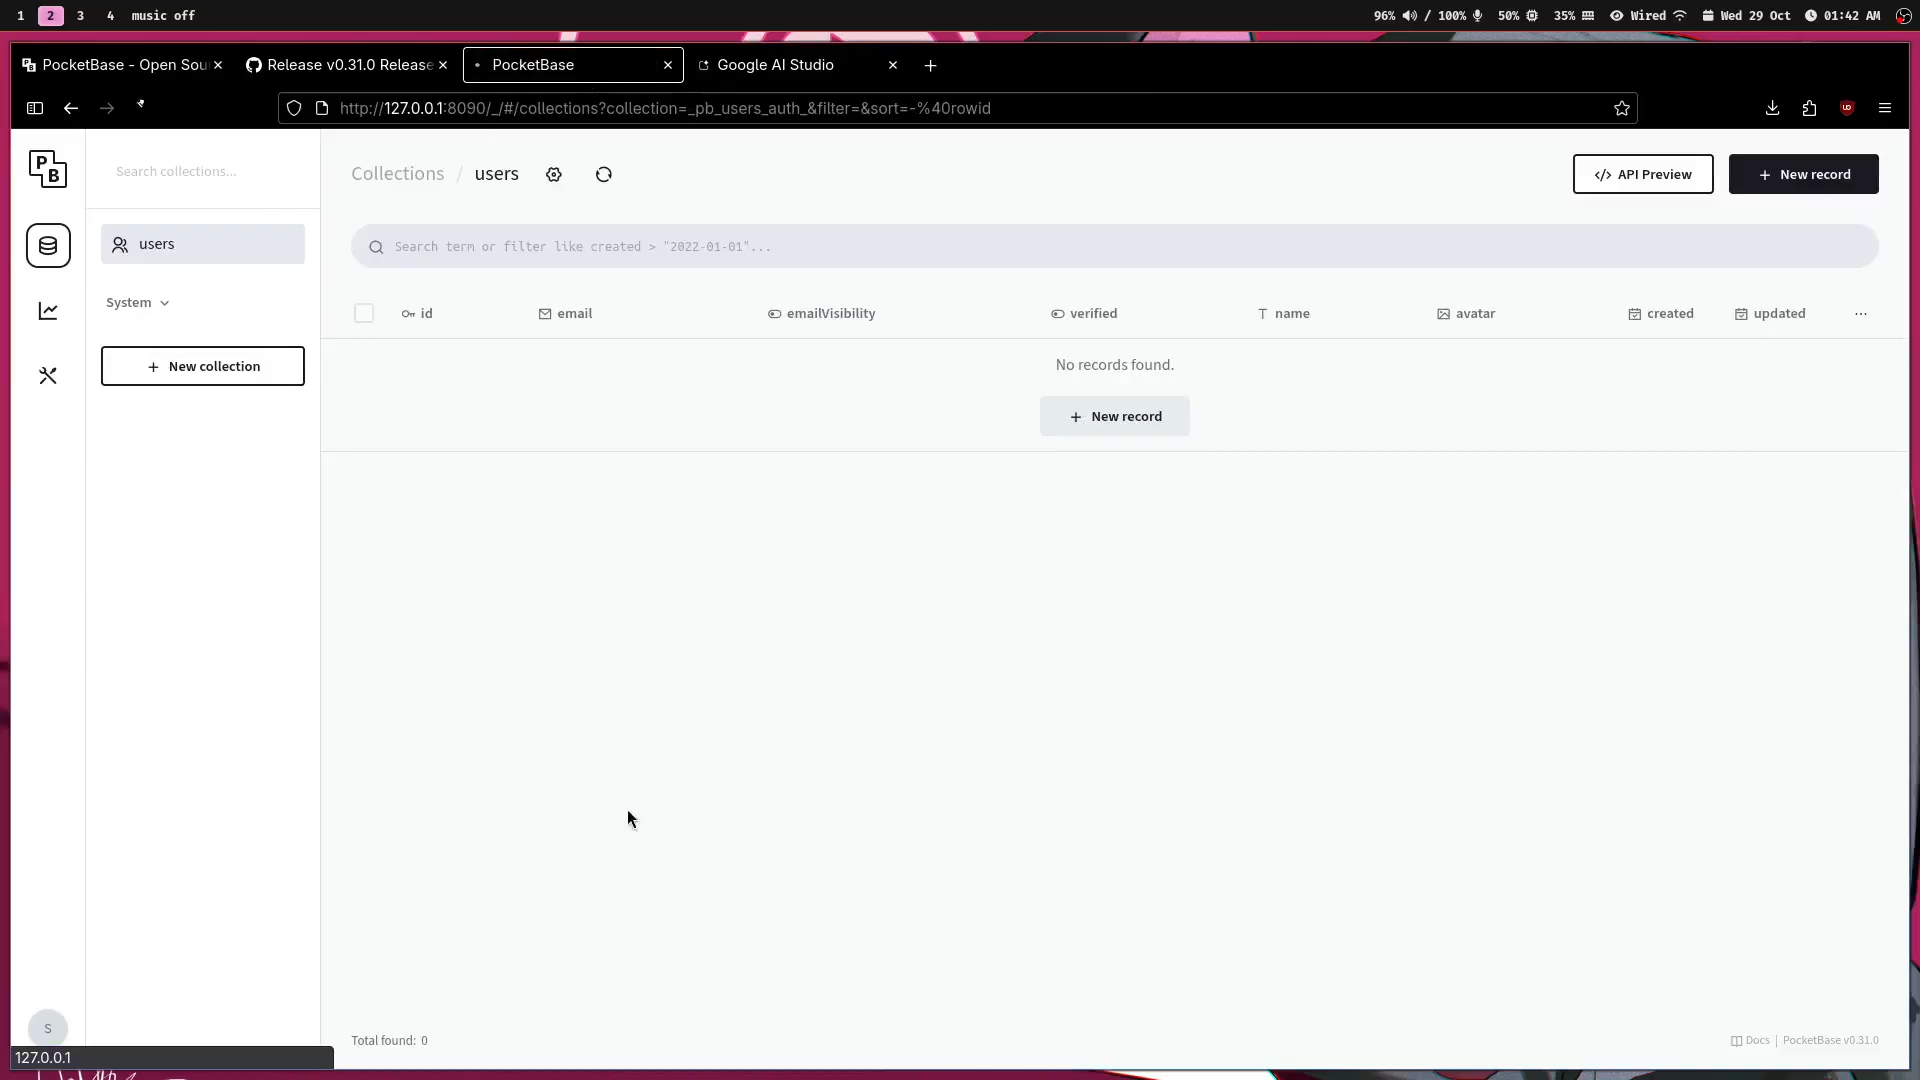 1 2 3 4 music off
96% / 100% 50% 35% Wired Wed 29 Oct 01:42 AM
PocketBase - Open Sou
Release v0.31.0 Release
PocketBase
Google AI Studio
http://127.0.0.1:8090/_/#/collections?collection=_pb_users_auth_&filter=&sort=-%40rowid
PB
Search collections...
Collections / users
API Preview
New record
users
Search term or filter like created > "2022-01-01"...
System
id email emailVisibility verified name avatar created updated
New collection
No records found.
New record
S
Total found: 0
Docs | PocketBase v0.31.0
127.0.0.1